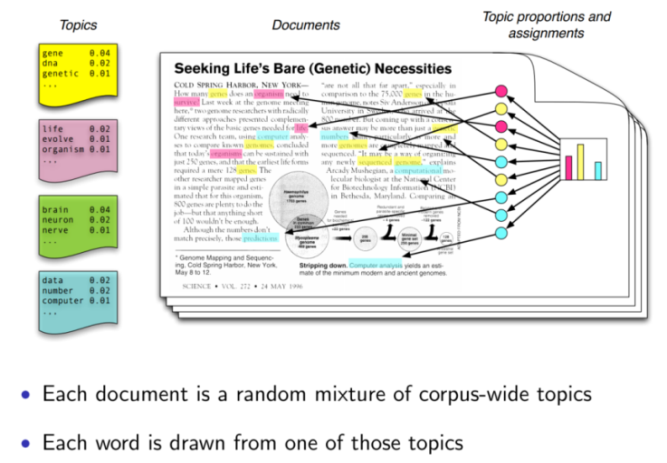 Topics
Documents
Topic proportions and
assignments
gene 0.04
dna 0.02
genetic 0.01
...
life 0.02
evolve 0.01
organism 0.01
...
brain 0.04
neuron 0.02
nerve 0.01
...
data 0.02
number 0.02
computer 0.01
...
Seeking Life's Bare (Genetic) Necessities
COLD SPRING HARBOR, NEW YORK—
How many genes does an organism need to
survive? Last week at the genome meeting
here,* two genome researchers with radically
different approaches presented complemen-
tary views of the basic genes needed for life.
One research team, using computer analy-
ses to compare known genomes, concluded
that today's organisms can be sustained with
just 250 genes, and that the earliest life forms
required a mere 128 genes. The
other researcher mapped genes
in a simple parasite and esti-
mated that for this organism,
800 genes are plenty to do the
job—but that anything short
of 100 wouldn't be enough.
Although the numbers don't
match precisely, those predictions
* Genome Mapping and Sequenc-
ing, Cold Spring Harbor, New York,
May 8 to 12.
"are not all that far apart," especially in
comparison to the 75,000 genes in the hu-
genome, notes Siv Andersson
University in arrived at
800 But coming up with a
sus answer may be more than just a
numbers particularly more and
more genomes are mapped and
sequenced. "It may be a way of organizing
any newly sequenced genome," explains
Arcady Mushegian, a computational mo-
lecular biologist at the National Center
for Biotechnology Information (NCBI)
in Bethesda, Maryland. Comparing an
Stripping down. Computer analysis yields an esti-
mate of the minimum modern and ancient genomes.
SCIENCE • VOL. 272 • 24 MAY 1996
• Each document is a random mixture of corpus-wide topics
• Each word is drawn from one of those topics